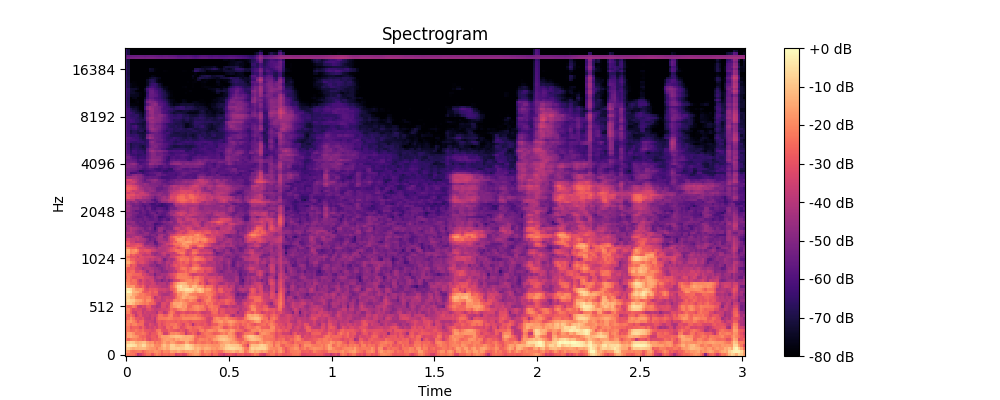 Spectrogram
16384
8192
4096
2048
1024
512
0
Hz
0
0.5
1
1.5
2
2.5
3
Time
+0 dB
-10 dB
-20 dB
-30 dB
-40 dB
-50 dB
-60 dB
-70 dB
-80 dB